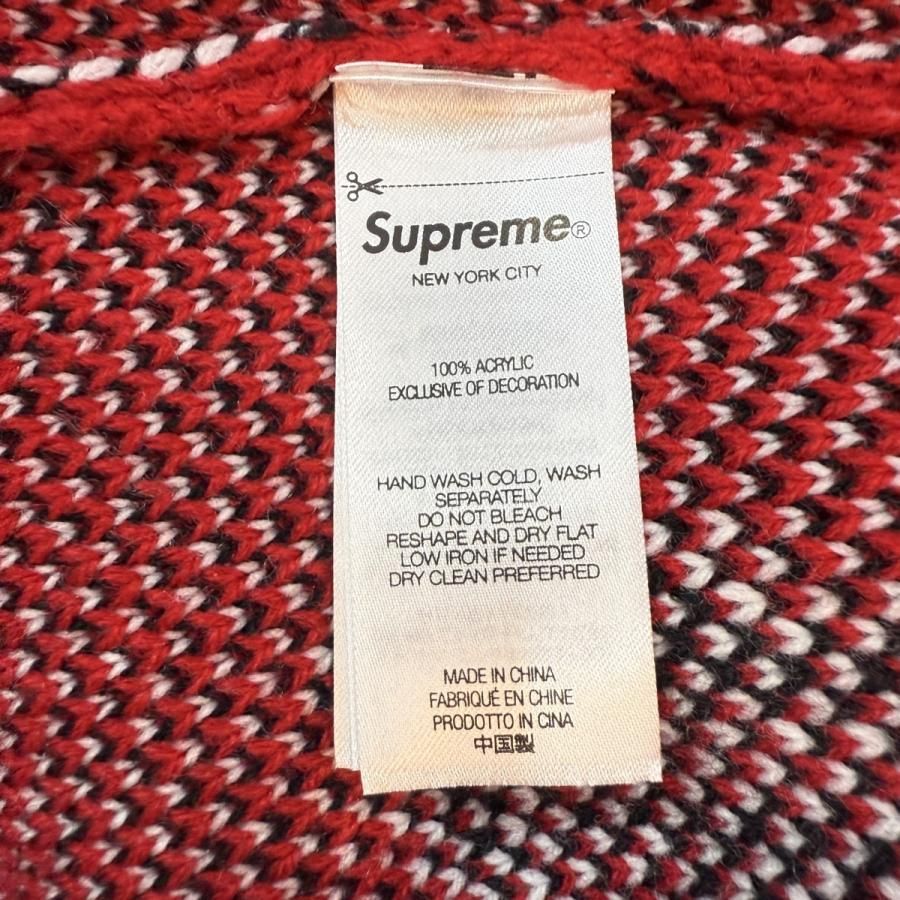 Supreme®
NEW YORK CITY
100% ACRYLIC
EXCLUSIVE OF DECORATION
HAND WASH COLD, WASH
SEPARATELY
DO NOT BLEACH
RESHAPE AND DRY FLAT
LOW IRON IF NEEDED
DRY CLEAN PREFERRED
MADE IN CHINA
FABRIQUÉ EN CHINE
PRODOTTO IN CINA
中国製